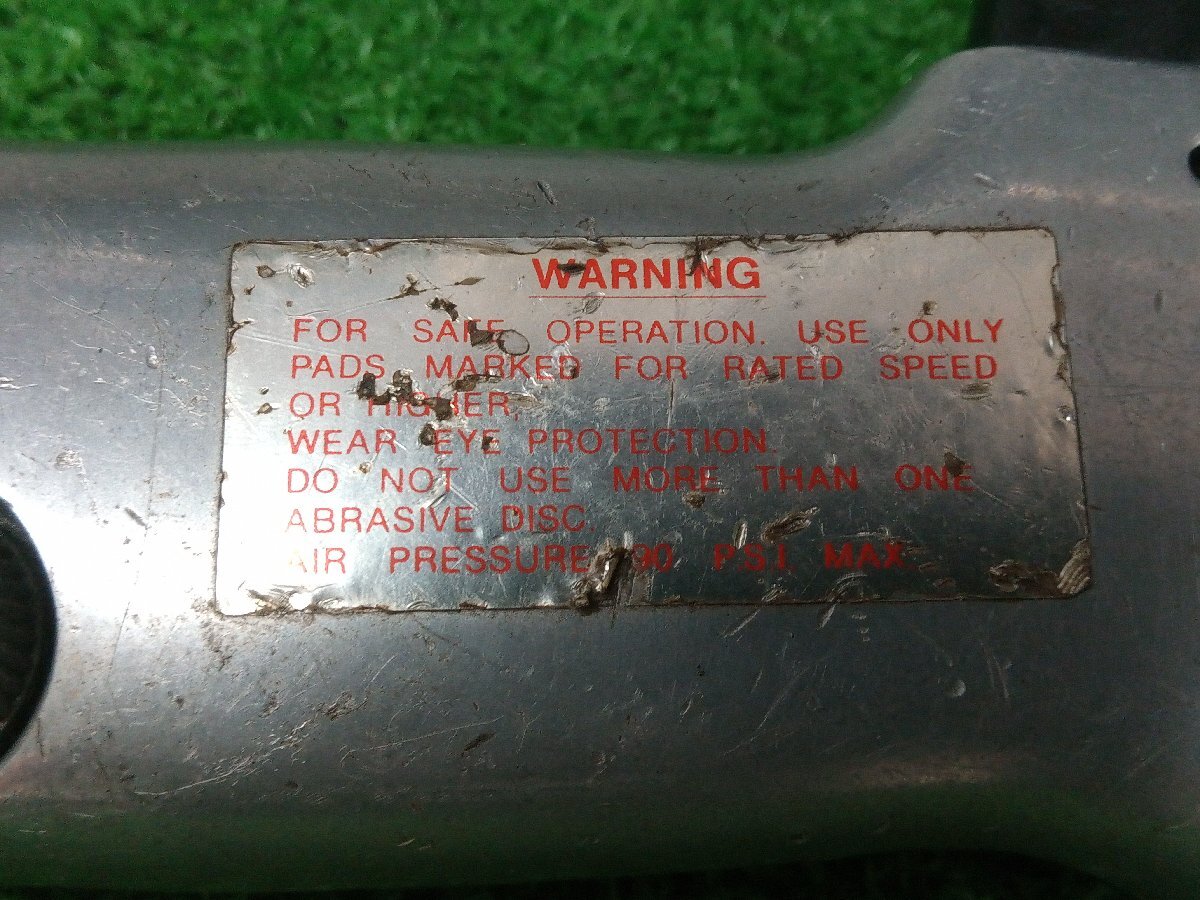 WARNING
FOR SAFE OPERATION. USE ONLY
PADS MARKED FOR RATED SPEED
OR HIGHER,
WEAR EYE PROTECTION.
DO NOT USE MORE THAN ONE
ABRASIVE DISC.
AIR PRESSURE 90 P.S.I. MAX.